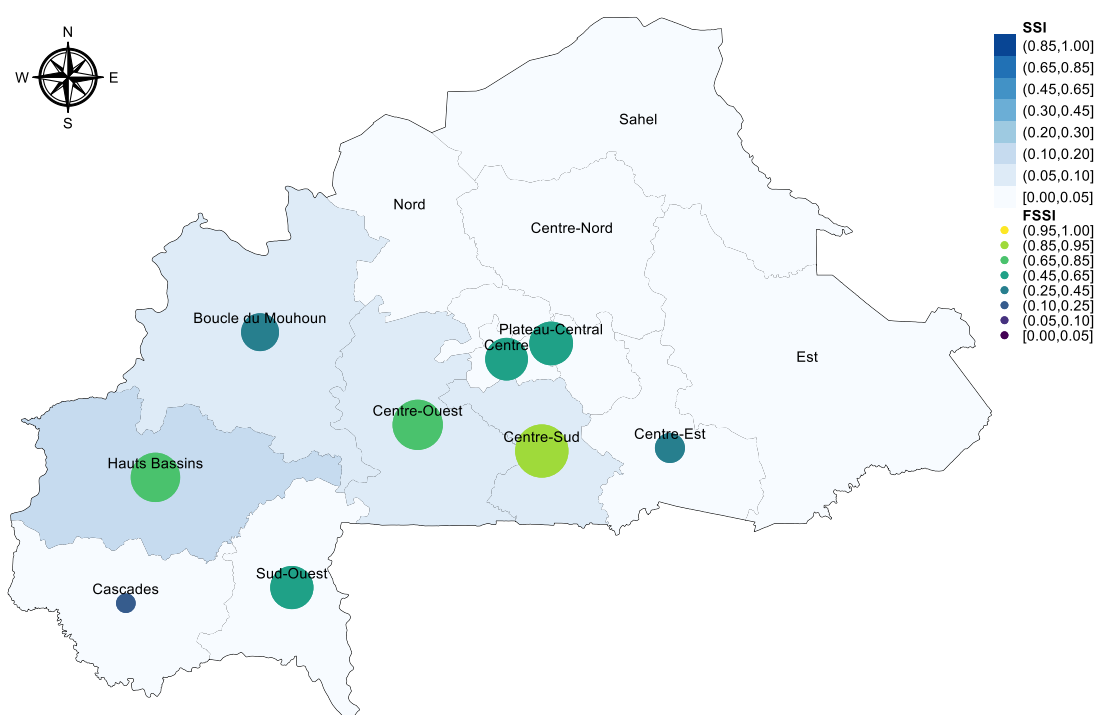 N
W E
S
SSI
(0.85,1.00]
(0.65,0.85]
(0.45,0.65]
(0.30,0.45]
(0.20,0.30]
(0.10,0.20]
(0.05,0.10]
[0.00,0.05]
FSSI
(0.95,1.00]
(0.85,0.95]
(0.65,0.85]
(0.45,0.65]
(0.25,0.45]
(0.10,0.25]
(0.05,0.10]
[0.00,0.05]
Sahel
Nord
Centre-Nord
Boucle du Mouhoun
Plateau-Central
Centre
Est
Centre-Ouest
Centre-Sud
Centre-Est
Hauts Bassins
Sud-Ouest
Cascades